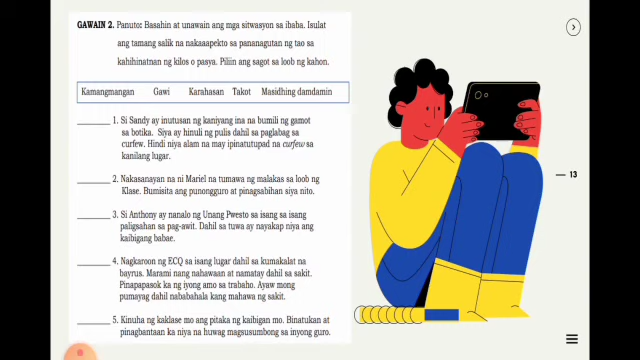 GAWAIN 2. Panuto: Basahin at unawain ang mga sitwasyon sa ibaba. Isulat
ang tamang salik na nakaaapekto sa pananagutan ng tao sa
kahihinatnan ng kilos o pasya. Piliin ang sagot sa loob ng kahon.
Kamangmangan Gawi Karahasan Takot Masidhing damdamin
________ 1. Si Sandy ay inutusan ng kaniyang ina na bumili ng gamot
sa botika. Siya ay hinuli ng pulis dahil sa paglabag sa
curfew. Hindi niya alam na may ipinatutupad na curfew sa
kanilang lugar.
________ 2. Nakasanayan na ni Mariel na tumawa ng malakas sa loob ng
Klase. Bumisita ang punongguro at pinagsabihan siya nito.
________ 3. Si Anthony ay nanalo ng Unang Pwesto sa isang sa isang
paligsahan sa pag-awit. Dahil sa tuwa ay nayakap niya ang
kaibigang babae.
________ 4. Nagkaroon ng ECQ sa isang lugar dahil sa kumakalat na
bayrus. Marami nang nahawaan at namatay dahil sa sakit.
Pinapapasok ka ng iyong amo sa trabaho. Ayaw mong
pumayag dahil nababahala kang mahawa ng sakit.
________ 5. Kinuha ng kaklase mo ang pitaka ng kaibigan mo. Binatukan at
pinagbantaan ka niya na huwag magsusumbong sa inyong guro.
13